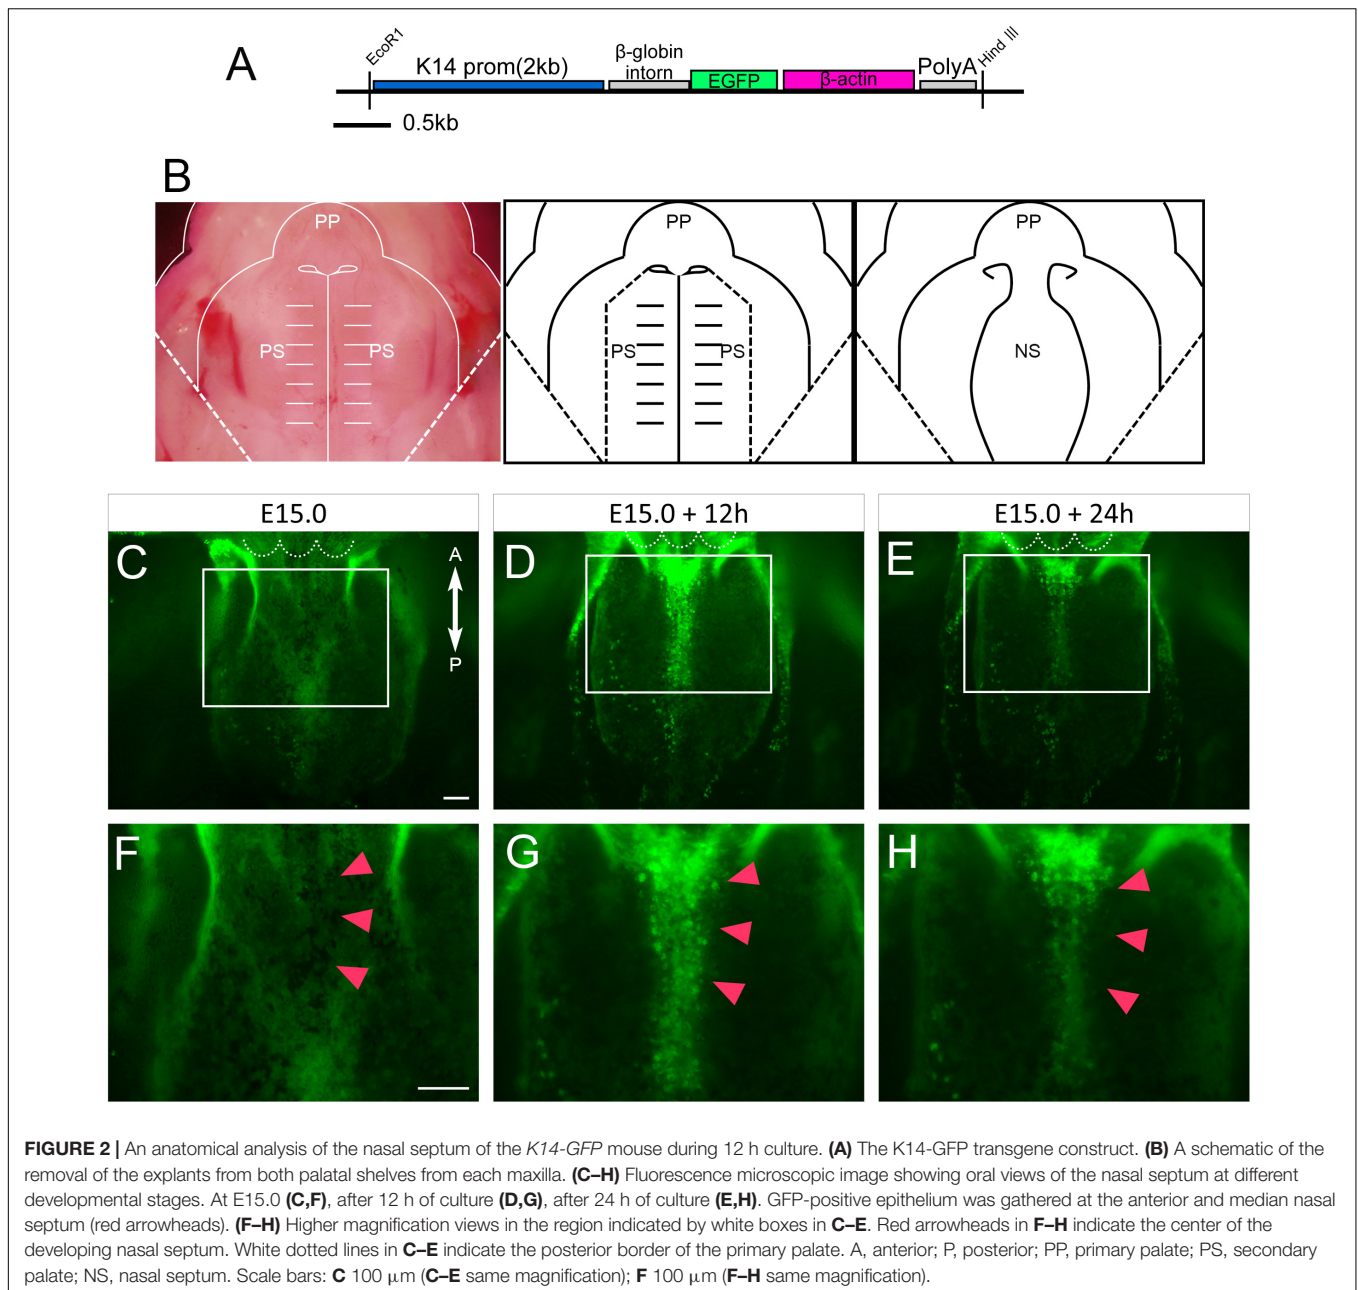 A
EcoR1
K14 prom(2kb)
β-globin
intorn
EGFP
β-actin
PolyA
Hind III
0.5kb
B
PP
PS PS
PP
PS PS
PP
NS
E15.0
E15.0 + 12h
E15.0 + 24h
C
A
P
D
E
F
G
H
FIGURE 2 | An anatomical analysis of the nasal septum of the K14-GFP mouse during 12 h culture. (A) The K14-GFP transgene construct. (B) A schematic of the
removal of the explants from both palatal shelves from each maxilla. (C–H) Fluorescence microscopic image showing oral views of the nasal septum at different
developmental stages. At E15.0 (C,F), after 12 h of culture (D,G), after 24 h of culture (E,H). GFP-positive epithelium was gathered at the anterior and median nasal
septum (red arrowheads). (F–H) Higher magnification views in the region indicated by white boxes in C–E. Red arrowheads in F–H indicate the center of the
developing nasal septum. White dotted lines in C–E indicate the posterior border of the primary palate. A, anterior; P, posterior; PP, primary palate; PS, secondary
palate; NS, nasal septum. Scale bars: C 100 μm (C–E same magnification); F 100 μm (F–H same magnification).